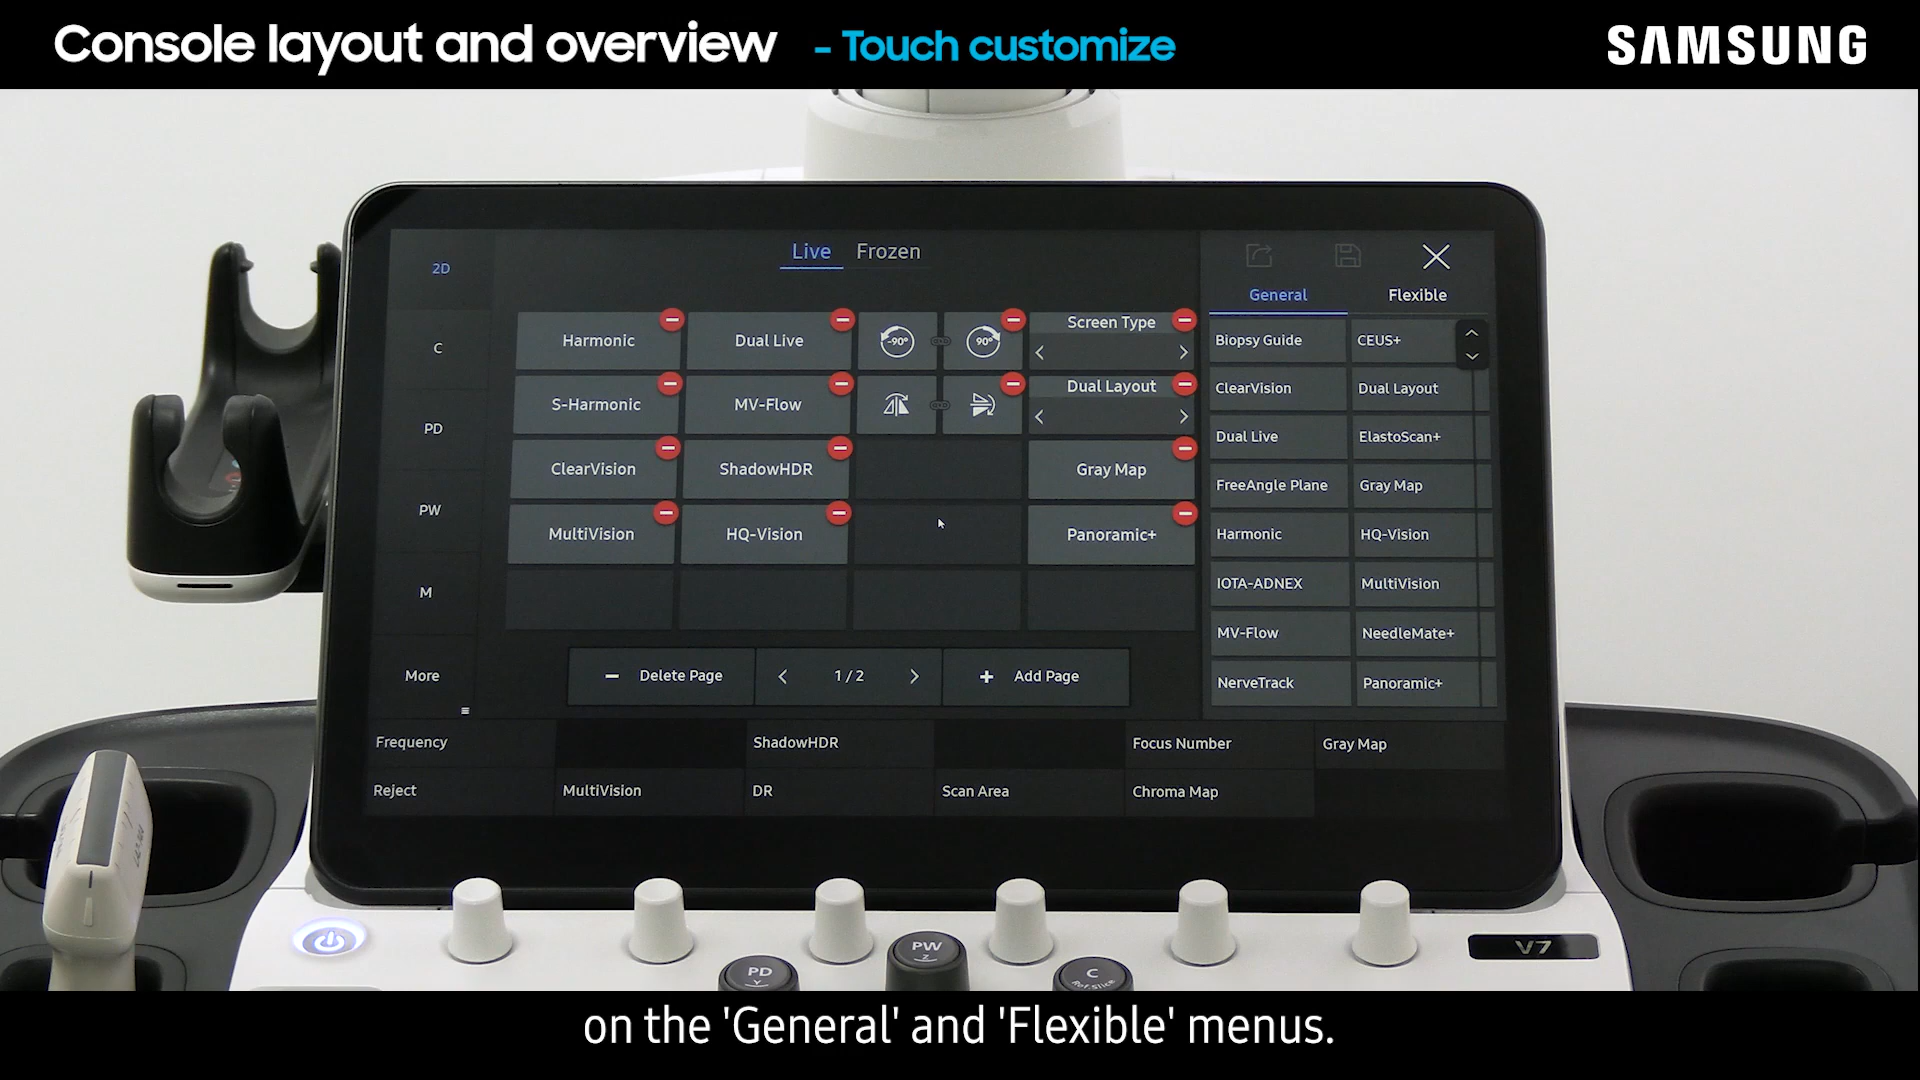 Console layout and overview - Touch customize
SAMSUNG
2D
C
PD
PW
M
More
Live Frozen
Harmonic
Dual Live
-90°
90°
Screen Type
S-Harmonic
MV-Flow
Dual Layout
ClearVision
ShadowHDR
Gray Map
MultiVision
HQ-Vision
Panoramic+
Delete Page
1 / 2
Add Page
General
Flexible
Biopsy Guide
CEUS+
ClearVision
Dual Layout
Dual Live
ElastoScan+
FreeAngle Plane
Gray Map
Harmonic
HQ-Vision
IOTA-ADNEX
MultiVision
MV-Flow
NeedleMate+
NerveTrack
Panoramic+
Frequency
ShadowHDR
Focus Number
Gray Map
Reject
MultiVision
DR
Scan Area
Chroma Map
V7
PD
Y
PW
Z
C
Ref.Slice
on the 'General' and 'Flexible' menus.